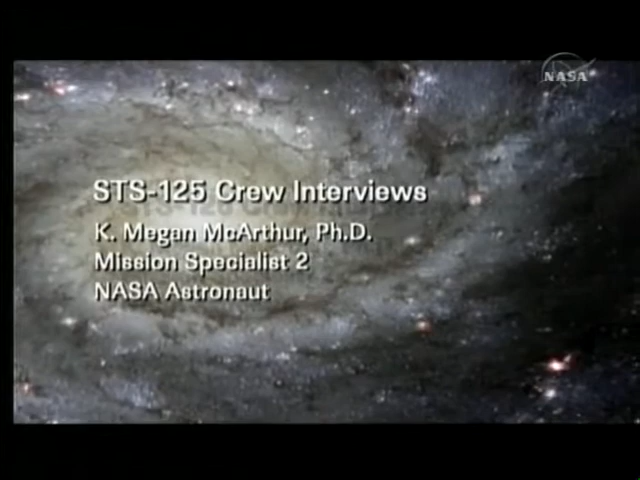 NASA
STS-125 Crew Interviews
K. Megan McArthur, Ph.D.
Mission Specialist 2
NASA Astronaut